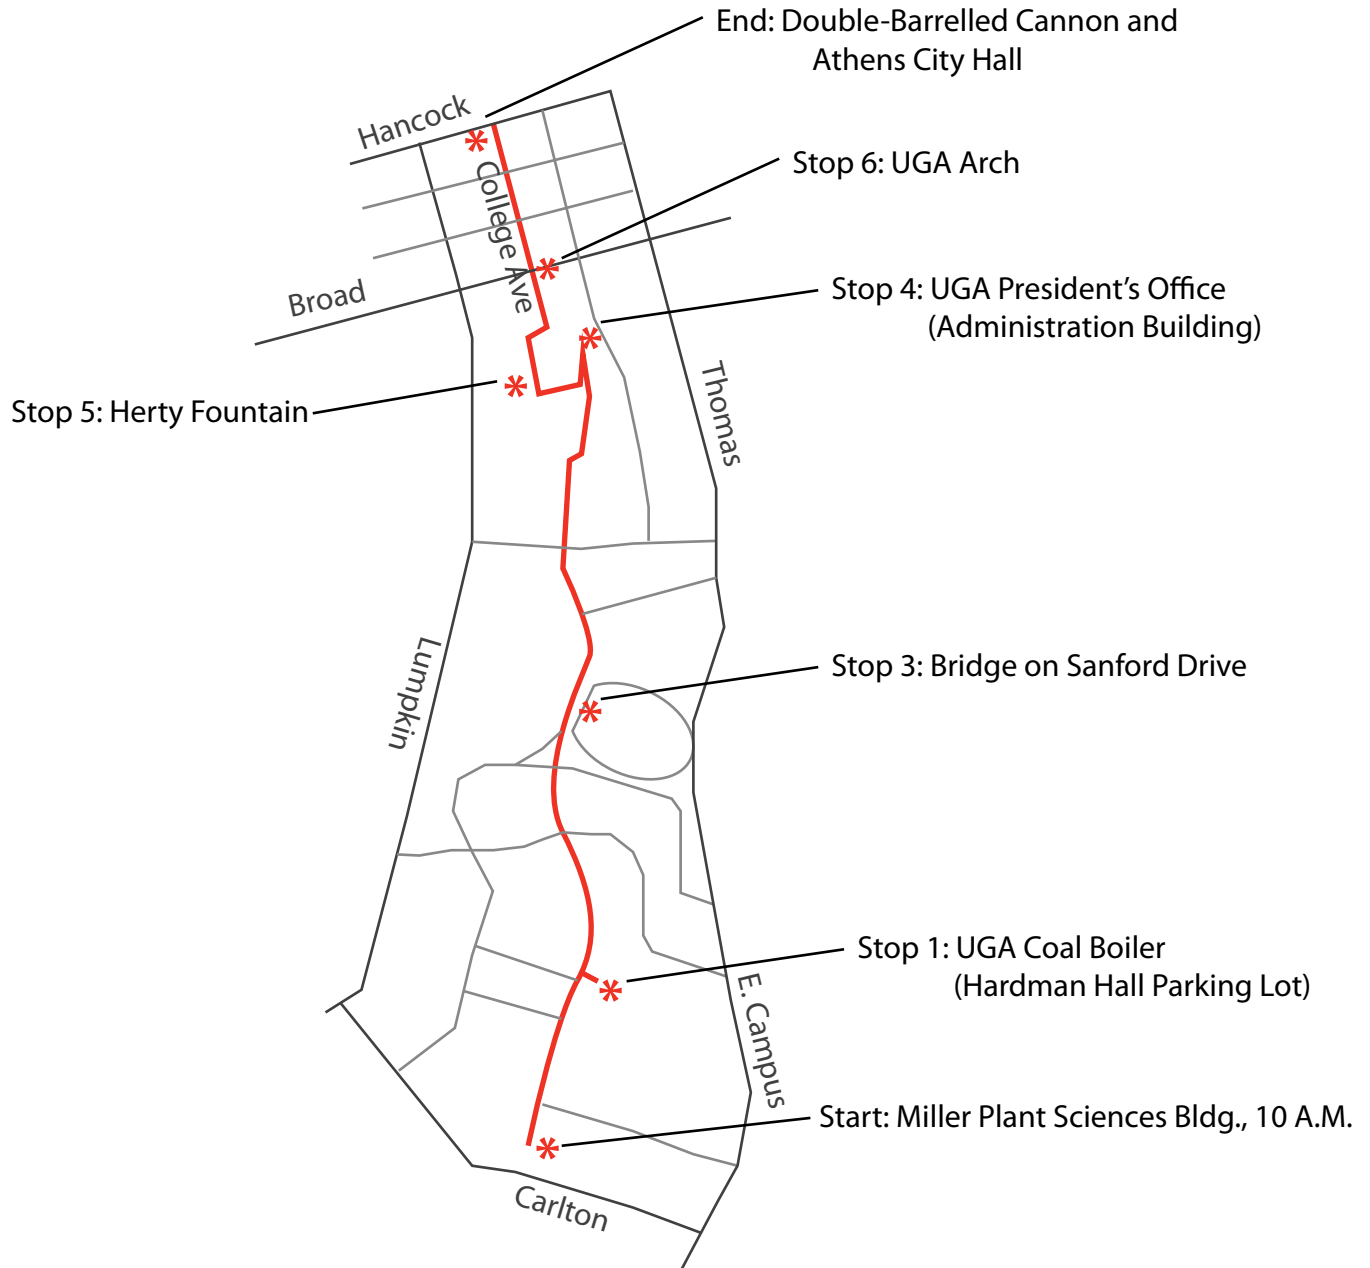 End: Double-Barrelled Cannon and
Athens City Hall
Hancock
Stop 6: UGA Arch
College Ave
Broad
Stop 4: UGA President's Office
(Administration Building)
Thomas
Stop 5: Herty Fountain
Lumpkin
Stop 3: Bridge on Sanford Drive
Stop 1: UGA Coal Boiler
(Hardman Hall Parking Lot)
E. Campus
Start: Miller Plant Sciences Bldg., 10 A.M.
Carlton